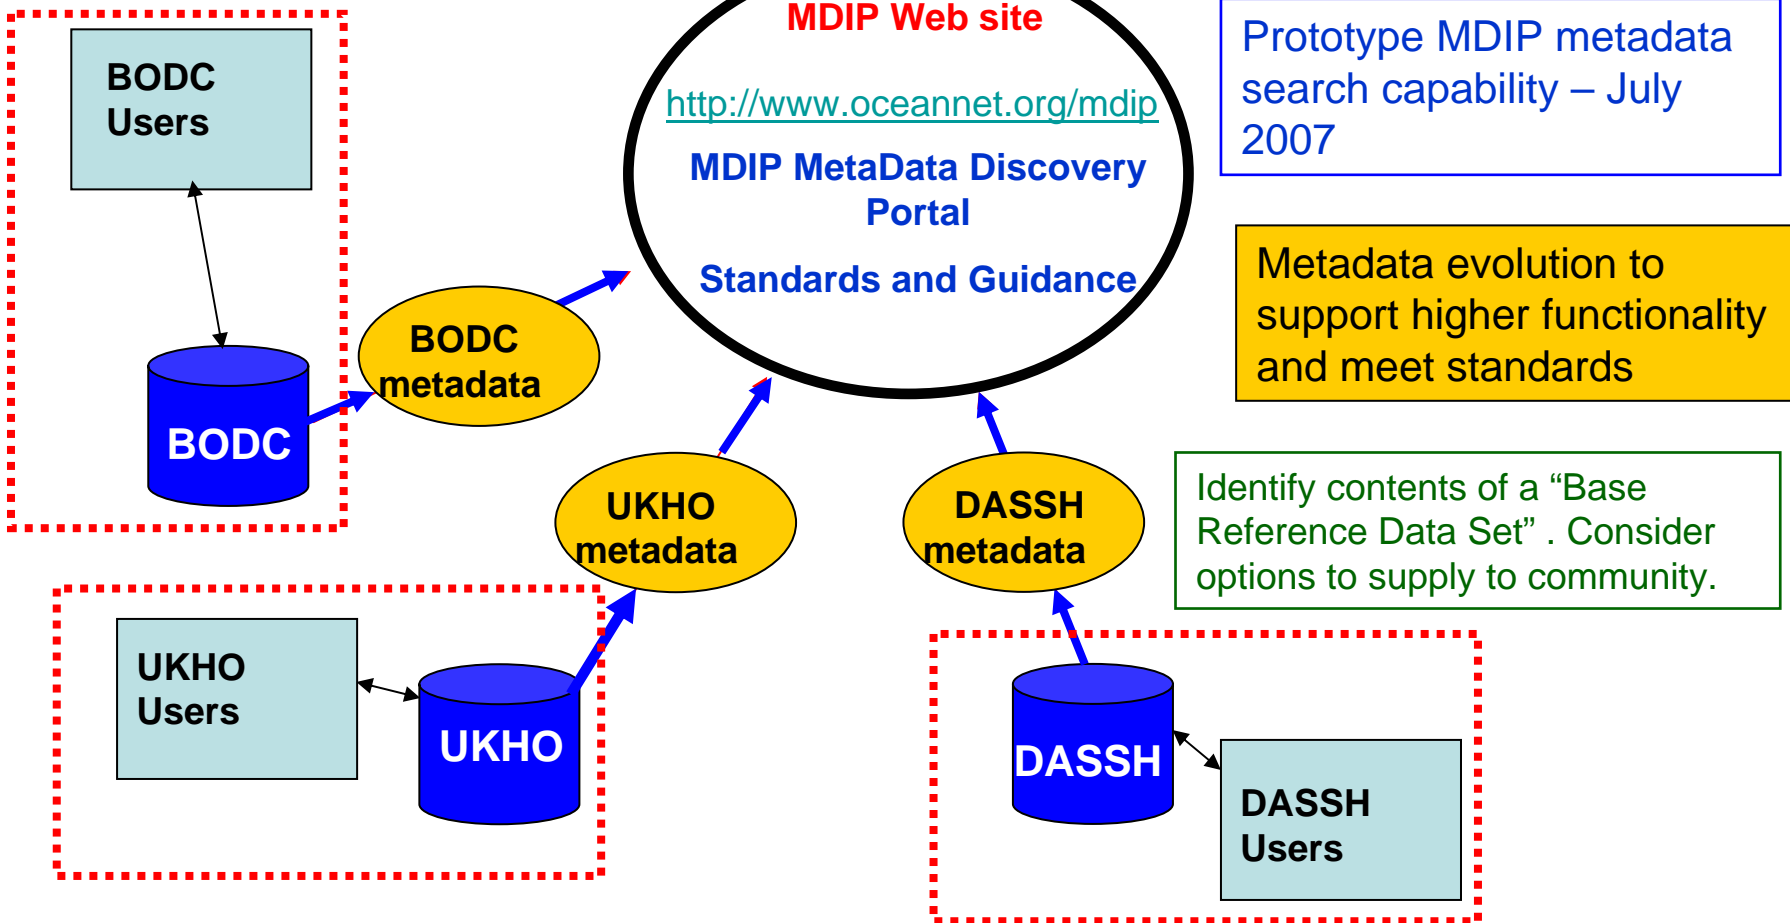 MDIP Web site
http://www.oceannet.org/mdip
MDIP MetaData Discovery
Portal
Standards and Guidance
Prototype MDIP metadata
search capability – July
2007
Metadata evolution to
support higher functionality
and meet standards
Identify contents of a “Base
Reference Data Set” . Consider
options to supply to community.
BODC
Users
BODC
BODC
metadata
UKHO
metadata
DASSH
metadata
UKHO
Users
UKHO
DASSH
DASSH
Users